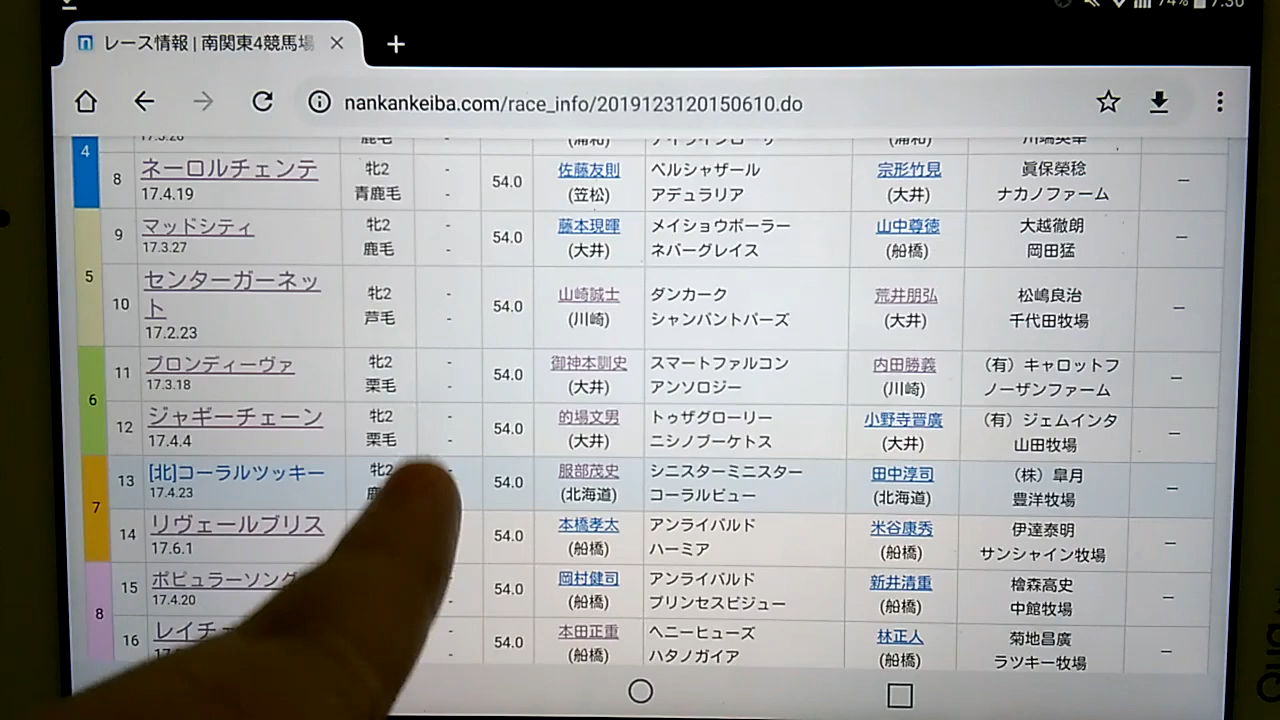 74% 7:30
レース情報 | 南関東4競馬場
nankankeiba.com/race_info/2019123120150610.do
4
鹿毛 (浦和) (浦和)
8 ネーロルチェンテ 牝2 - 54.0 佐藤友則 ベルシャザール 宗形竹見 眞保榮稔 ー
17.4.19 青鹿毛 - (笠松) アデュラリア (大井) ナカノファーム
9 マッドシティ 牝2 - 54.0 藤本現暉 メイショウボーラー 山中尊徳 大越徹朗 ー
17.3.27 鹿毛 - (大井) ネバーグレイス (船橋) 岡田猛
5
10 センターガーネット 牝2 - 54.0 山崎誠士 ダンカーク 荒井朋弘 松嶋良治 ー
17.2.23 芦毛 - (川崎) シャンバントバーズ (大井) 千代田牧場
11 ブロンディーヴァ 牝2 - 54.0 御神本訓史 スマートファルコン 内田勝義 （有）キャロットフ ー
17.3.18 栗毛 - (大井) アンソロジー (川崎) ノーザンファーム
6
12 ジャギーチェーン 牝2 - 54.0 的場文男 トゥザグローリー 小野寺晋廣 （有）ジェムインタ ー
17.4.4 栗毛 - (大井) ニシノブーケトス (大井) 山田牧場
13 [北]コーラルツッキー 牝2 - 54.0 服部茂史 シニスターミニスター 田中淳司 （株）皐月 ー
17.4.23 (北海道) コーラルビュー (北海道) 豊洋牧場
7
14 リヴェールブリス 54.0 本橋孝太 アンライバルド 米谷康秀 伊達泰明 ー
17.6.1 (船橋) ハーミア (船橋) サンシャイン牧場
15 ポピュラーソング - 54.0 岡村健司 アンライバルド 新井清重 檜森高史 ー
17.4.20 - (船橋) プリンセスビジュー (船橋) 中館牧場
8
16 レイチ - 54.0 本田正重 ヘニーヒューズ 林正人 菊地昌廣 ー
- (船橋) ハタノガイア (船橋) ラツキー牧場
Qua